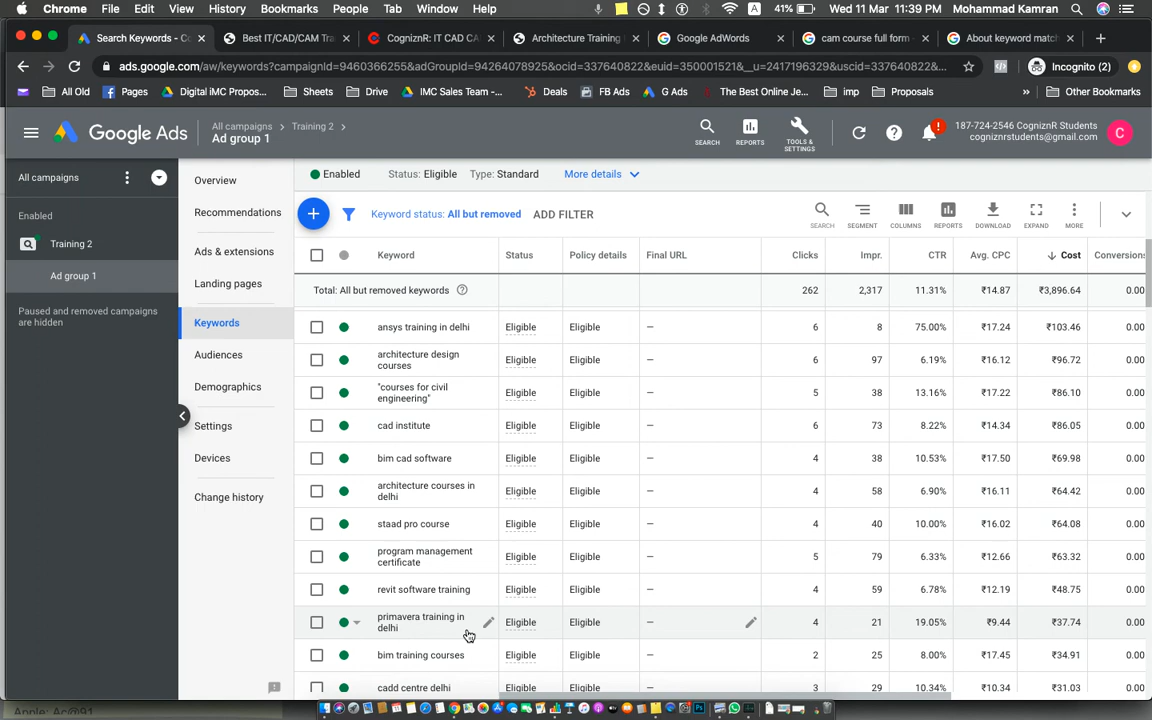 Chrome File Edit View History Bookmarks People Tab Window Help A 41% Wed 11 Mar 11:39 PM Mohammad Kamran
Search Keywords - Co × Best IT/CAD/CAM Tra × CogniznR: IT CAD CA × Architecture Training × Google AdWords × cam course full form - × About keyword match ×
ads.google.com/aw/keywords?campaignId=9460366255&adGroupId=94264078925&ocid=337640822&euid=350001521&__u=2417196329&uscid=337640822&... Incognito (2)
All Old Pages Digital iMC Propos... Sheets Drive IMC Sales Team -... Deals FB Ads G Ads The Best Online Je... imp Proposals » Other Bookmarks
Google Ads
All campaigns > Training 2 >
Ad group 1
SEARCH REPORTS TOOLS & SETTINGS
187-724-2546 CogniznR Students
cogniznrstudents@gmail.com
C
All campaigns
Enabled
Training 2
Ad group 1
Paused and removed campaigns
are hidden
Overview
Recommendations
Ads & extensions
Landing pages
Keywords
Audiences
Demographics
Settings
Devices
Change history
Enabled Status: Eligible Type: Standard More details
Keyword status: All but removed ADD FILTER
SEARCH SEGMENT COLUMNS REPORTS DOWNLOAD EXPAND MORE
Keyword Status Policy details Final URL Clicks Impr. CTR Avg. CPC ↓ Cost Conversions
Total: All but removed keywords 262 2,317 11.31% ₹14.87 ₹3,896.64 0.00
ansys training in delhi Eligible Eligible — 6 8 75.00% ₹17.24 ₹103.46 0.00
architecture design
courses Eligible Eligible — 6 97 6.19% ₹16.12 ₹96.72 0.00
"courses for civil
engineering" Eligible Eligible — 5 38 13.16% ₹17.22 ₹86.10 0.00
cad institute Eligible Eligible — 6 73 8.22% ₹14.34 ₹86.05 0.00
bim cad software Eligible Eligible — 4 38 10.53% ₹17.50 ₹69.98 0.00
architecture courses in
delhi Eligible Eligible — 4 58 6.90% ₹16.11 ₹64.42 0.00
staad pro course Eligible Eligible — 4 40 10.00% ₹16.02 ₹64.08 0.00
program management
certificate Eligible Eligible — 5 79 6.33% ₹12.66 ₹63.32 0.00
revit software training Eligible Eligible — 4 59 6.78% ₹12.19 ₹48.75 0.00
primavera training in
delhi Eligible Eligible — 4 21 19.05% ₹9.44 ₹37.74 0.00
bim training courses Eligible Eligible — 2 25 8.00% ₹17.45 ₹34.91 0.00
cadd centre delhi Eligible Eligible — 3 29 10.34% ₹10.34 ₹31.03 0.00
Apple: Ac@91